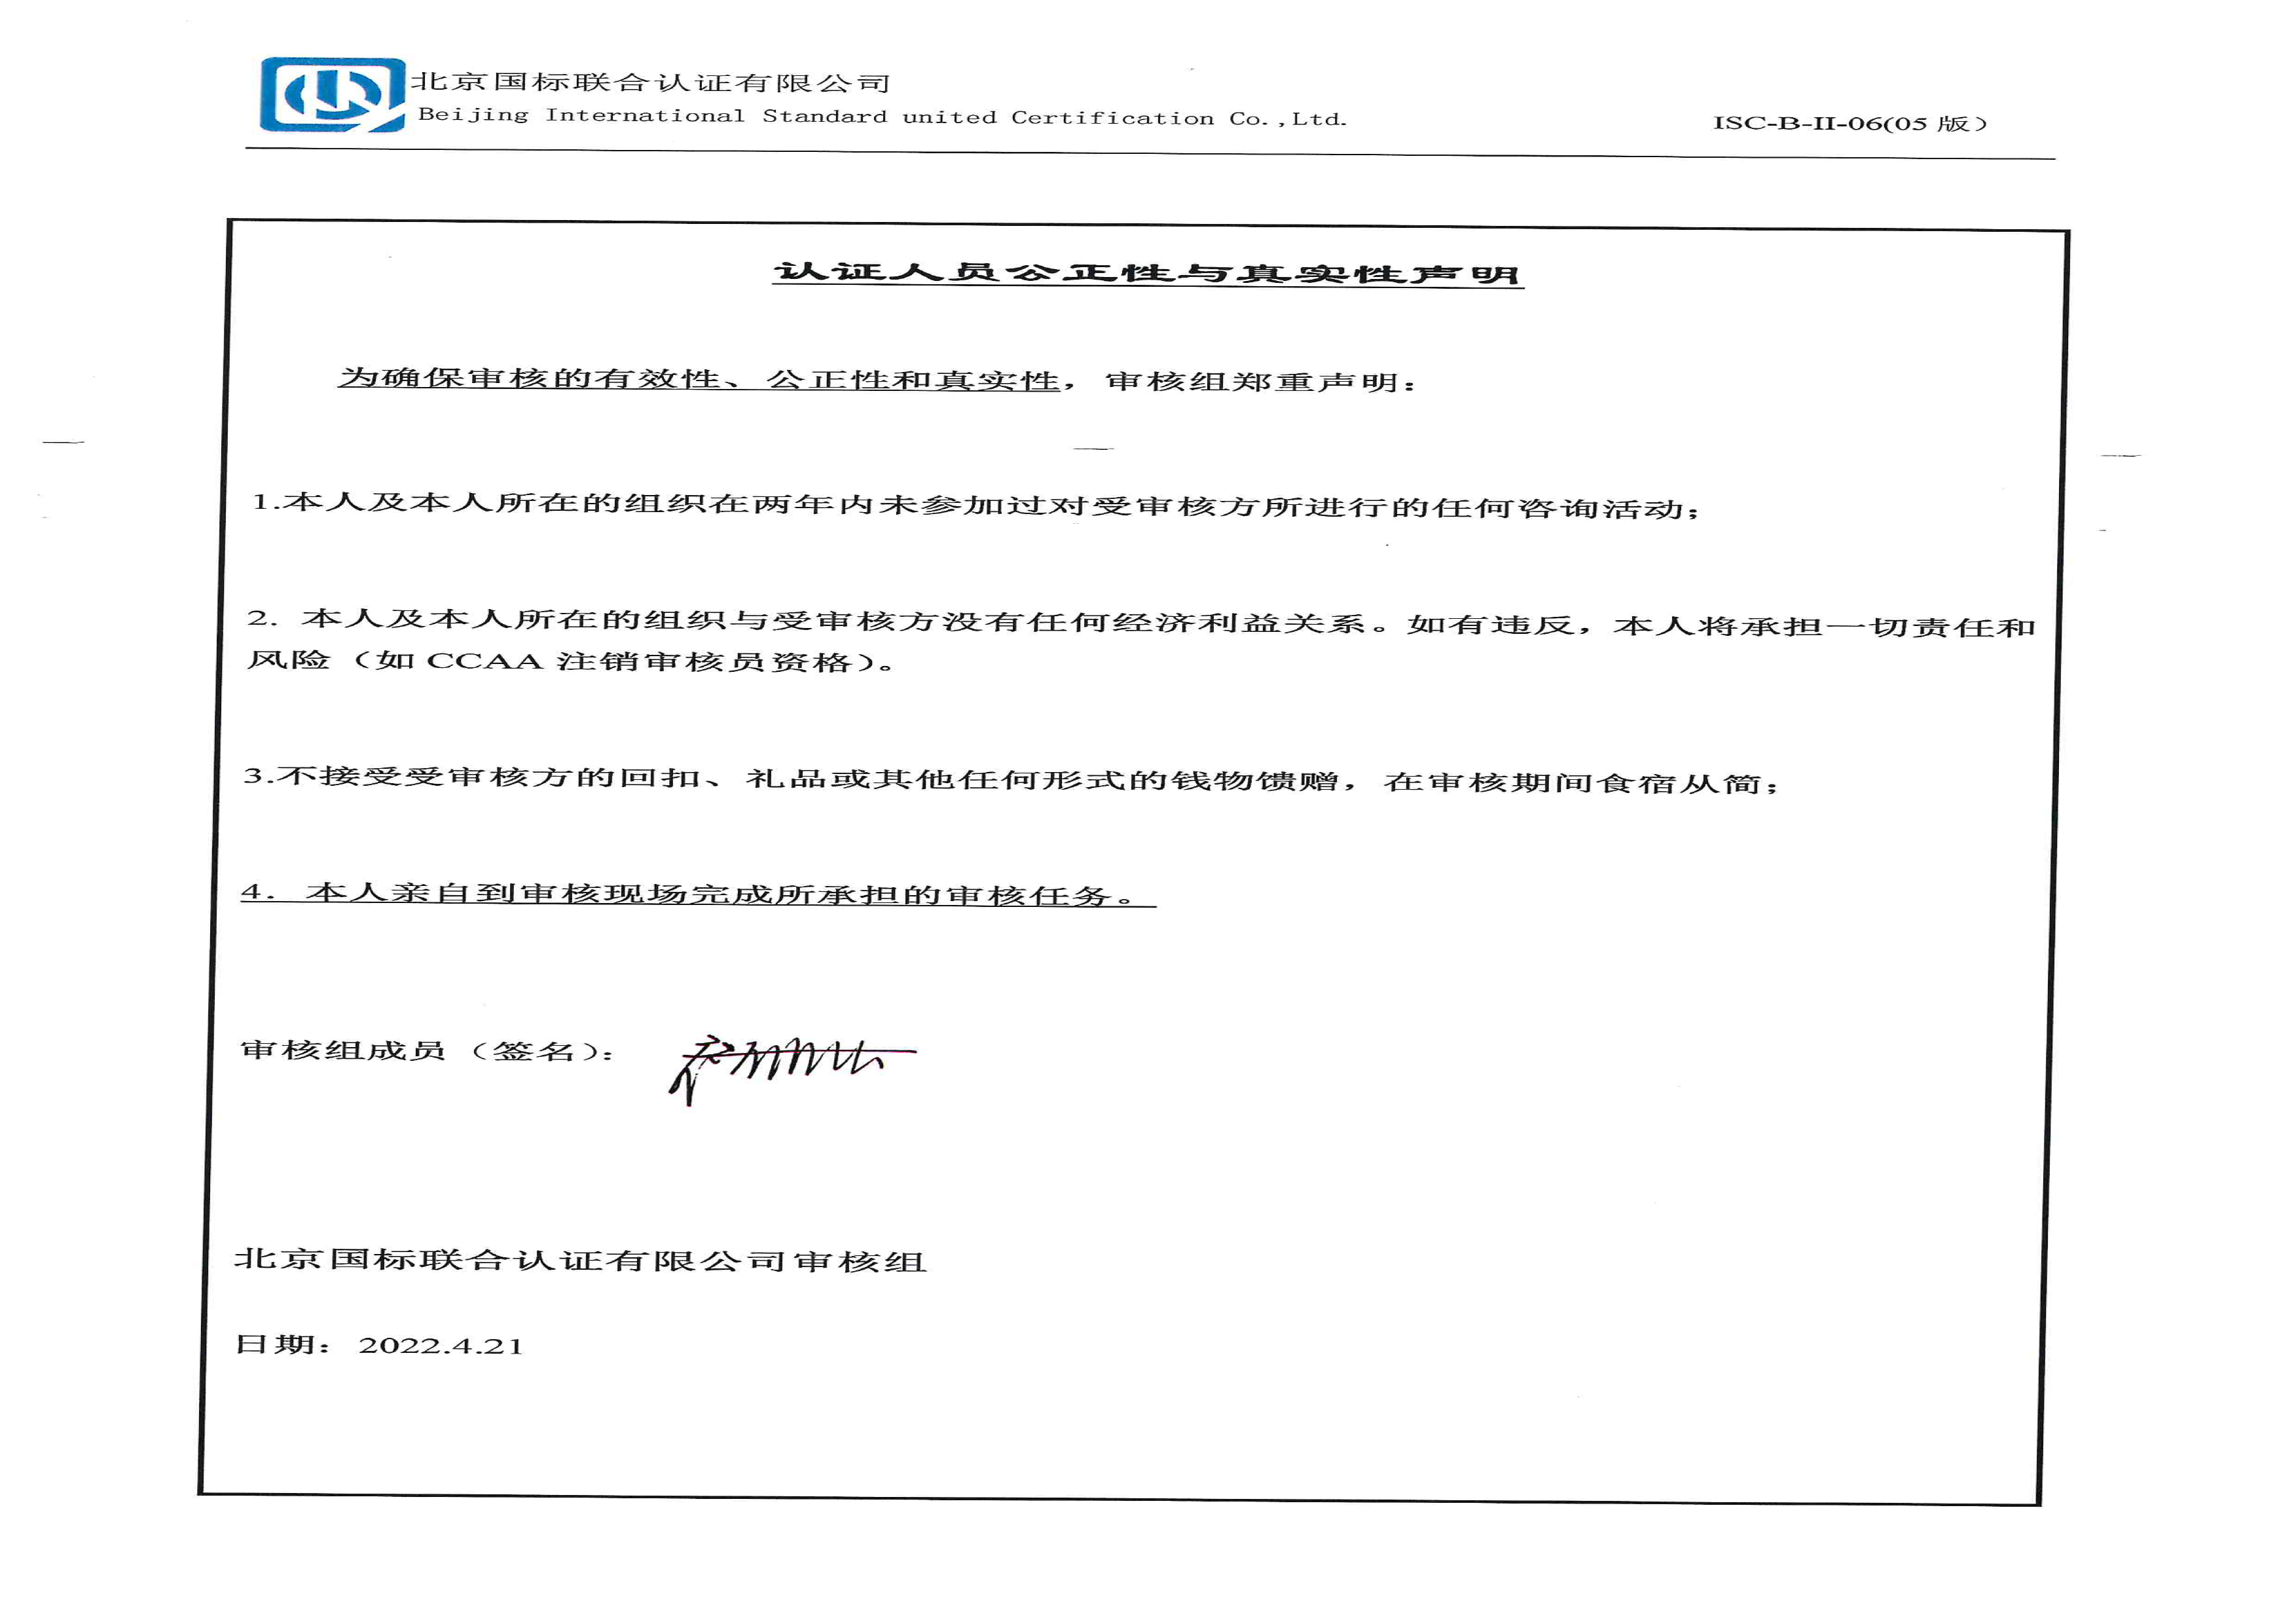 北京国标联合认证有限公司
Beijing International Standard united Certification Co.,Ltd.
ISC-B-II-06(05 版）
认证人员公正性与真实性声明
为确保审核的有效性、公正性和真实性，审核组郑重声明：
1.本人及本人所在的组织在两年内未参加过对受审核方所进行的任何咨询活动；
2. 本人及本人所在的组织与受审核方没有任何经济利益关系。如有违反，本人将承担一切责任和
风险（如 CCAA 注销审核员资格）。
3.不接受受审核方的回扣、礼品或其他任何形式的钱物馈赠，在审核期间食宿从简；
4. 本人亲自到审核现场完成所承担的审核任务。
审核组成员（签名）：
北京国标联合认证有限公司审核组
日期： 2022.4.21